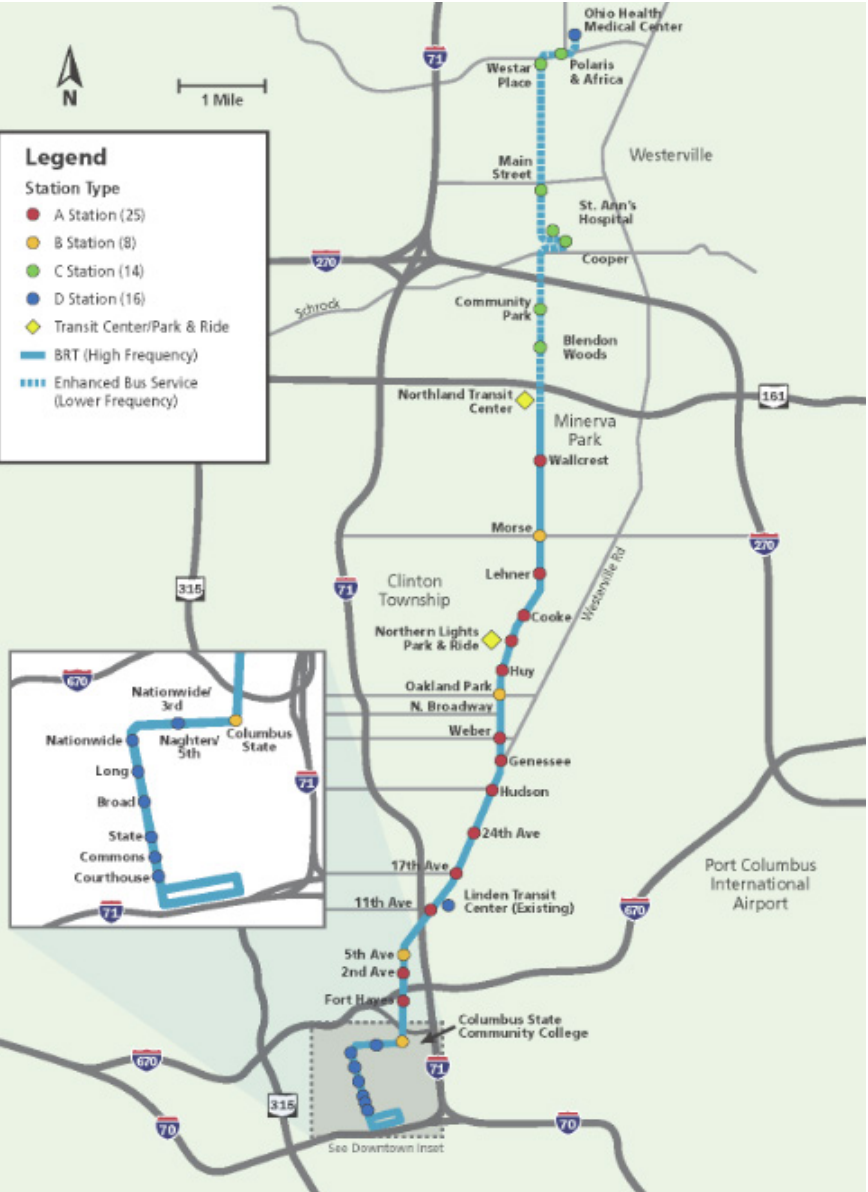 Ohio Health
Medical Center
71
Westar
Place
Polaris
& Africa
N
1 Mile
Legend
Station Type
A Station (25)
B Station (8)
C Station (14)
D Station (16)
Transit Center/Park & Ride
BRT (High Frequency)
Enhanced Bus Service
(Lower Frequency)
Main
Street
Westerville
St. Ann's
Hospital
Cooper
270
Schrock
Community
Park
Blendon
Woods
Northland Transit
Center
161
Minerva
Park
Wallcrest
Morse
270
Lehner
315
71
Clinton
Township
Westerville Rd
Cooke
Northern Lights
Park & Ride
Huy
Oakland Park
N. Broadway
Weber
Genessee
Hudson
24th Ave
17th Ave
11th Ave
Linden Transit
Center (Existing)
Port Columbus
International
Airport
670
670
Nationwide/
3rd
Nationwide
Naghten/
5th
Columbus
State
Long
71
Broad
State
Commons
Courthouse
71
5th Ave
2nd Ave
Fort Hayes
Columbus State
Community College
670
71
315
70
70
See Downtown Inset